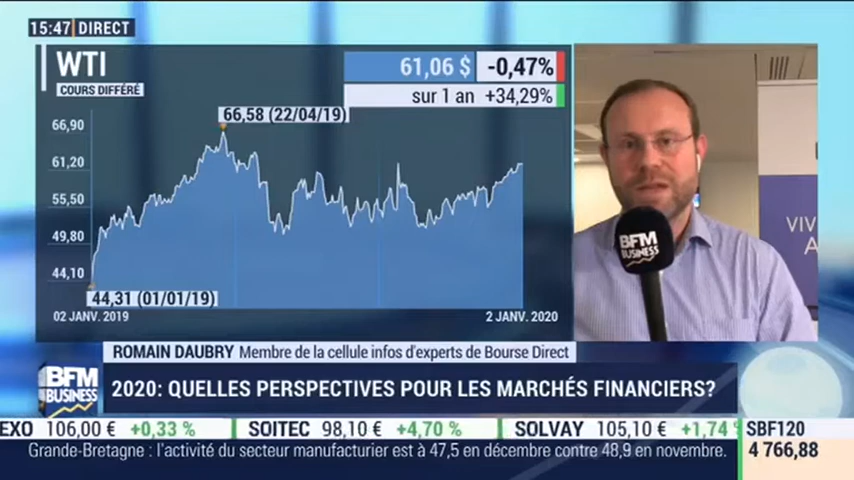 15:47 DIRECT
WTI
COURS DIFFÉRÉ
61,06 $ -0,47%
sur 1 an +34,29%
66,58 (22/04/19)
66,90
61,20
55,50
49,80
44,10
44,31 (01/01/19)
02 JANV. 2019
2 JANV. 2020
BFM
BUSINESS
VIV
A
ROMAIN DAUBRY Membre de la cellule infos d'experts de Bourse Direct
BFM
BUSINESS
2020: QUELLES PERSPECTIVES POUR LES MARCHÉS FINANCIERS?
EXO 106,00 € +0,33 % SOITEC 98,10 € +4,70 % SOLVAY 105,10 € +1,74 %
SBF120
4 766,88
Grande-Bretagne : l'activité du secteur manufacturier est à 47,5 en décembre contre 48,9 en novembre.